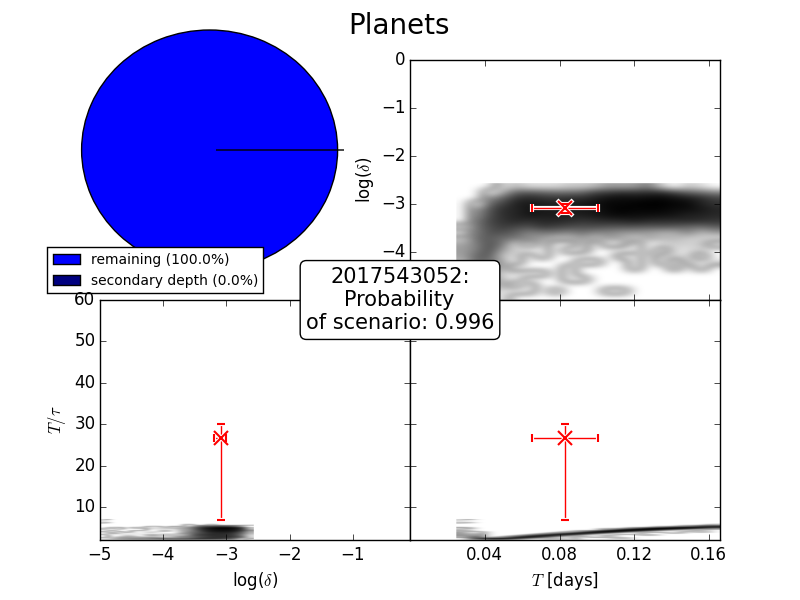 Planets
remaining (100.0%)
secondary depth (0.0%)
2017543052:
Probability
of scenario: 0.996
0
−1
−2
−3
−4
log(δ)
60
50
40
30
20
10
T/τ
−5 −4 −3 −2 −1
log(δ)
0.04 0.08 0.12 0.16
T [days]